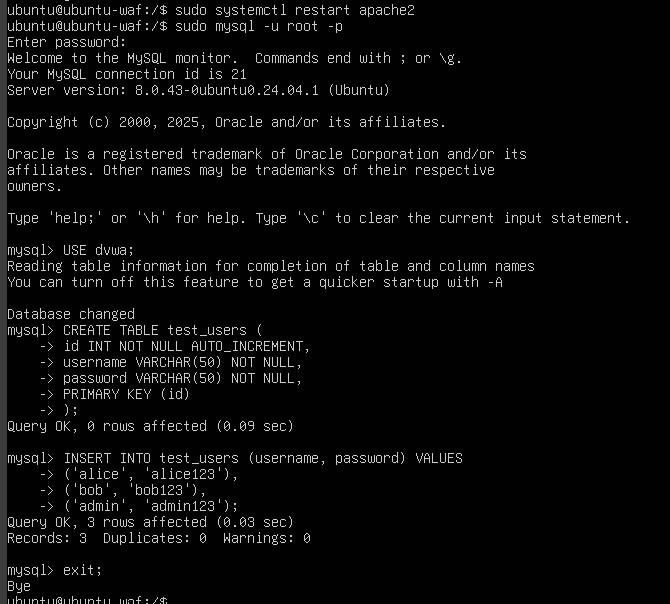 ubuntu@ubuntu-waf:/$ sudo systemctl restart apache2
ubuntu@ubuntu-waf:/$ sudo mysql -u root -p
Enter password:
Welcome to the MySQL monitor.  Commands end with ; or \g.
Your MySQL connection id is 21
Server version: 8.0.43-0ubuntu0.24.04.1 (Ubuntu)
Copyright (c) 2000, 2025, Oracle and/or its affiliates.
Oracle is a registered trademark of Oracle Corporation and/or its
affiliates. Other names may be trademarks of their respective
owners.
Type 'help;' or '\h' for help. Type '\c' to clear the current input statement.
mysql> USE dvwa;
Reading table information for completion of table and column names
You can turn off this feature to get a quicker startup with -A
Database changed
mysql> CREATE TABLE test_users (
    -> id INT NOT NULL AUTO_INCREMENT,
    -> username VARCHAR(50) NOT NULL,
    -> password VARCHAR(50) NOT NULL,
    -> PRIMARY KEY (id)
    -> );
Query OK, 0 rows affected (0.09 sec)
mysql> INSERT INTO test_users (username, password) VALUES
    -> ('alice', 'alice123'),
    -> ('bob', 'bob123'),
    -> ('admin', 'admin123');
Query OK, 3 rows affected (0.03 sec)
Records: 3  Duplicates: 0  Warnings: 0
mysql> exit;
Bye
ubuntu@ubuntu-waf:/$